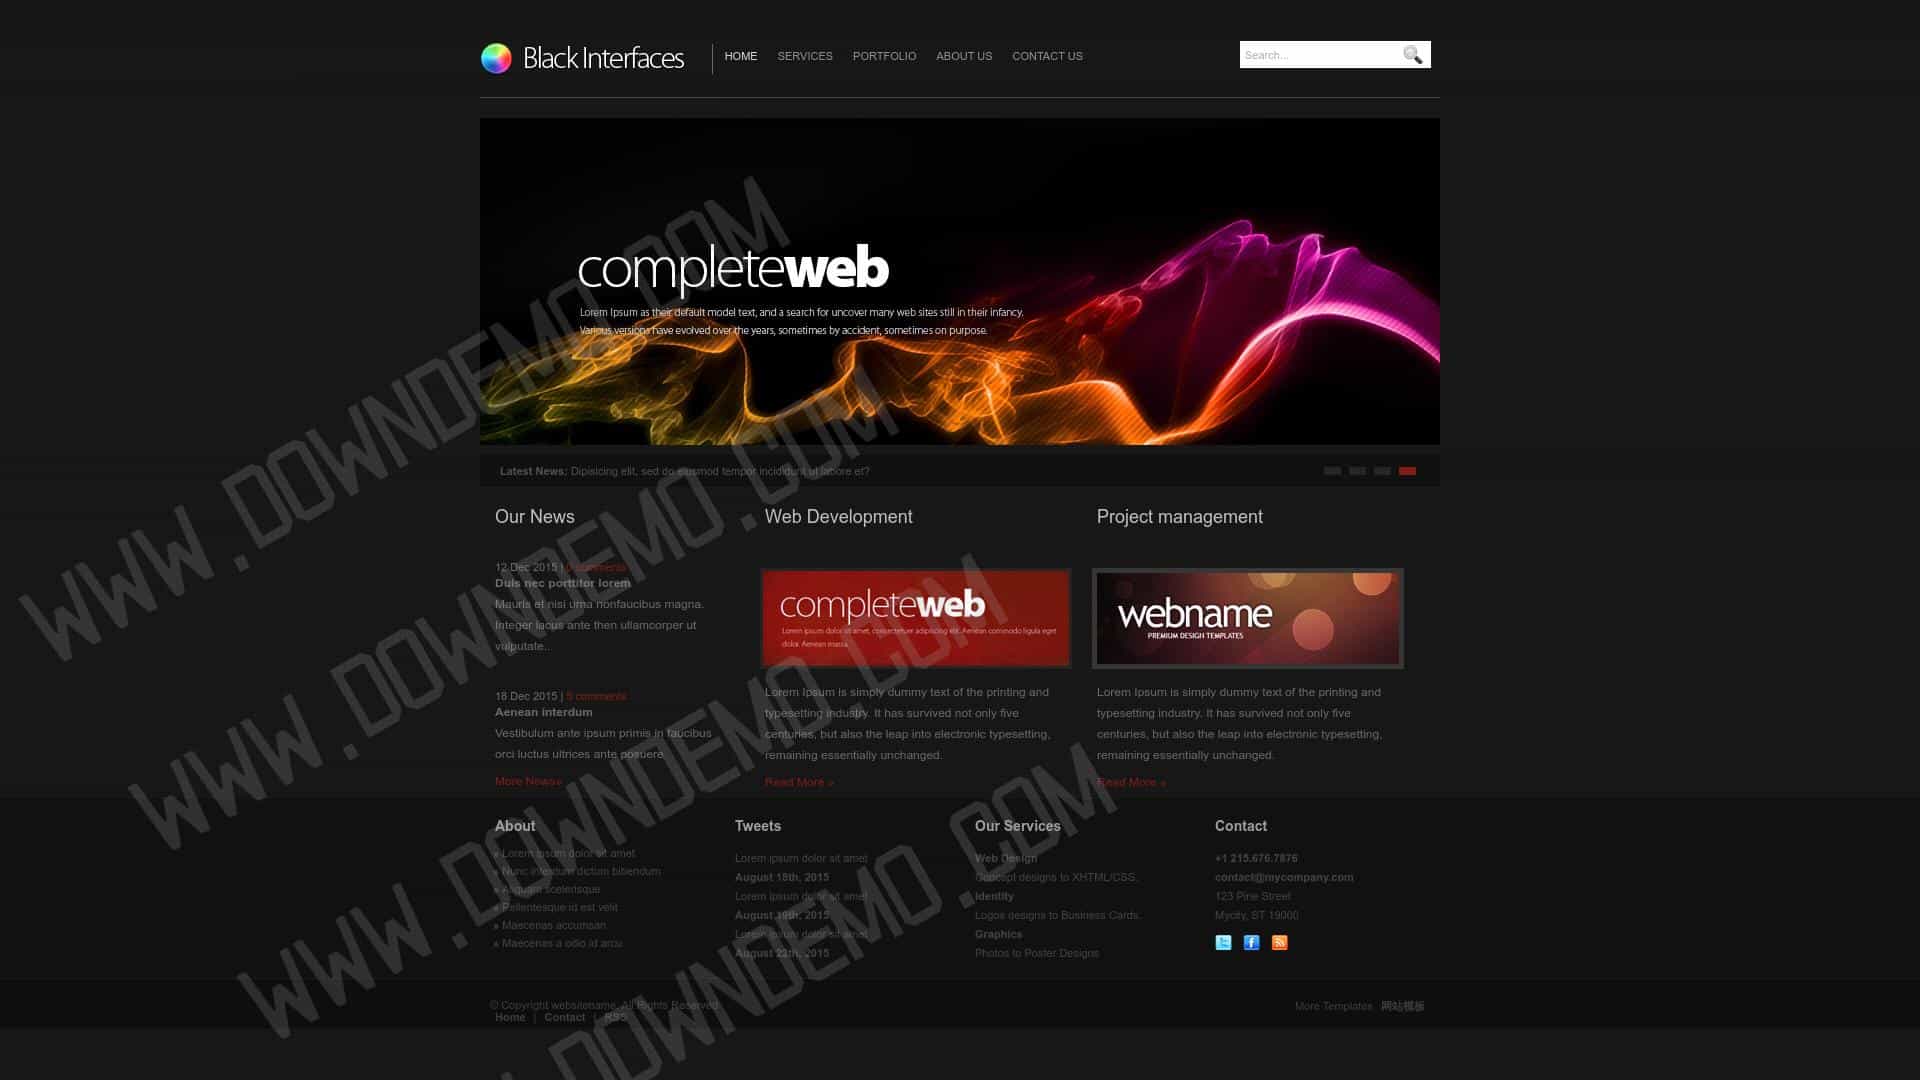 Black Interfaces
HOME SERVICES PORTFOLIO ABOUT US CONTACT US
Search...
completeweb
Lorem Ipsum as their default model text, and a search for uncover many web sites still in their infancy.
Various versions have evolved over the years, sometimes by accident, sometimes on purpose.
Latest News: Dipisicing elit, sed do eiusmod tempor incididunt ut labore et?
Our News
12 Dec 2015 | 0 comments
Duis nec porttitor lorem
Mauris et nisi urna nonfaucibus magna.
Integer lacus ante then ullamcorper ut
vulputate..
18 Dec 2015 | 5 comments
Aenean interdum
Vestibulum ante ipsum primis in faucibus
orci luctus ultrices ante posuere
More News»
Web Development
completeweb
Lorem ipsum dolor sit amet, consectetuer adipiscing elit. Aenean commodo ligula eget
dolor. Aenean massa.
Lorem Ipsum is simply dummy text of the printing and
typesetting industry. It has survived not only five
centuries, but also the leap into electronic typesetting,
remaining essentially unchanged.
Read More »
Project management
webname
PREMIUM DESIGN TEMPLATES
Lorem Ipsum is simply dummy text of the printing and
typesetting industry. It has survived not only five
centuries, but also the leap into electronic typesetting,
remaining essentially unchanged.
Read More »
About
» Lorem ipsum dolor sit amet
» Nunc interdum dictum bibendum
» Aliquam scelerisque
» Pellentesque id est velit
» Maecenas accumsan
» Maecenas a odio id arcu
Tweets
Lorem ipsum dolor sit amet
August 18th, 2015
Lorem ipsum dolor sit amet
August 19th, 2015
Lorem ipsum dolor sit amet
August 22th, 2015
Our Services
Web Design
Concept designs to XHTML/CSS.
Identity
Logos designs to Business Cards.
Graphics
Photos to Poster Designs
Contact
+1 215.676.7876
contact@mycompany.com
123 Pine Street
Mycity, ST 19000
© Copyright websitename. All Rights Reserved
Home | Contact | RSS
More Templates 网站模板
WWW.DOWNDEMO.COM
WWW.DOWNDEMO.COM
WWW.DOWNDEMO.COM
DOWNDEMO.COM